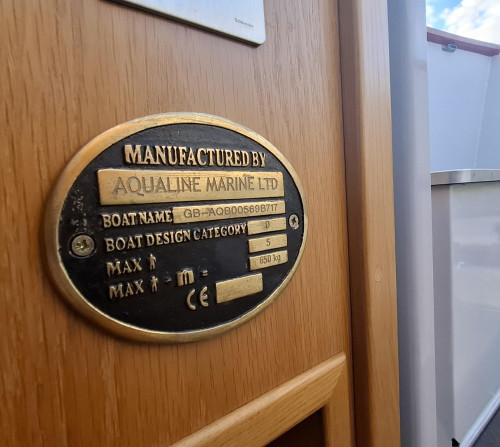 MANUFACTURED BY
AQUALINE MARINE LTD
BOAT NAME GB-AQB00569B717
BOAT DESIGN CATEGORY D
MAX 5
MAX + = 650 kg
CE